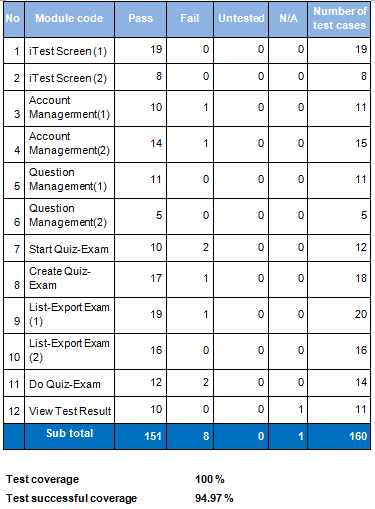 No Module code Pass Fail Untested N/A Number of
test cases
1 iTest Screen (1) 19 0 0 0 19
2 iTest Screen (2) 8 0 0 0 8
Account
3 Management(1) 10 1 0 0 11
Account
4 Management(2) 14 1 0 0 15
Question
5 Management(1) 11 0 0 0 11
Question
6 Management(2) 5 0 0 0 5
7 Start Quiz-Exam 10 2 0 0 12
Create Quiz-
8 Exam 17 1 0 0 18
List-Export Exam
9 (1) 19 1 0 0 20
List-Export Exam
10 (2) 16 0 0 0 16
11 Do Quiz-Exam 12 2 0 0 14
12 View Test Result 10 0 0 1 11
Sub total 151 8 0 1 160
Test coverage 100 %
Test successful coverage 94.97 %